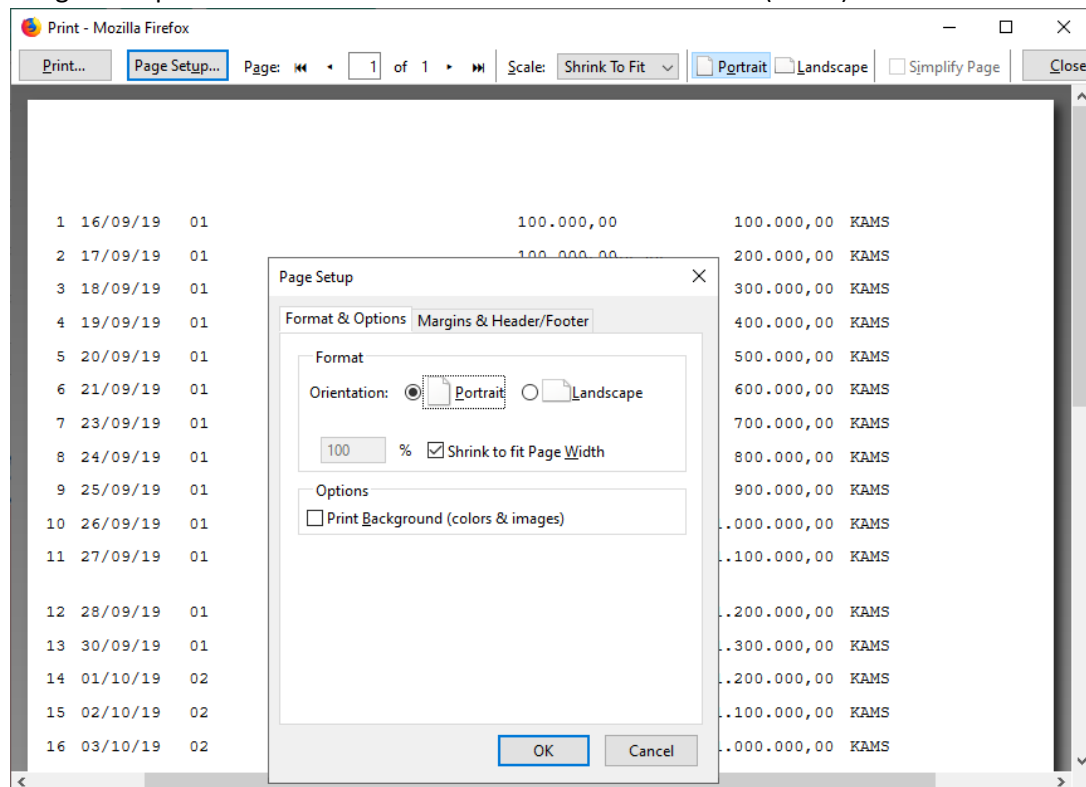 Print - Mozilla Firefox
Print... Page Setup... Page: 1 of 1 Scale: Shrink To Fit Portrait Landscape Simplify Page Close
1 16/09/19 01 100.000,00 100.000,00 KAMS
2 17/09/19 01 100.000,00 200.000,00 KAMS
3 18/09/19 01 300.000,00 KAMS
4 19/09/19 01 400.000,00 KAMS
5 20/09/19 01 500.000,00 KAMS
6 21/09/19 01 600.000,00 KAMS
7 23/09/19 01 700.000,00 KAMS
8 24/09/19 01 800.000,00 KAMS
9 25/09/19 01 900.000,00 KAMS
10 26/09/19 01 .000.000,00 KAMS
11 27/09/19 01 .100.000,00 KAMS
12 28/09/19 01 .200.000,00 KAMS
13 30/09/19 01 .300.000,00 KAMS
14 01/10/19 02 .200.000,00 KAMS
15 02/10/19 02 .100.000,00 KAMS
16 03/10/19 02 .000.000,00 KAMS
Page Setup
Format & Options Margins & Header/Footer
Format
Orientation: Portrait Landscape
100 % Shrink to fit Page Width
Options
Print Background (colors & images)
OK Cancel